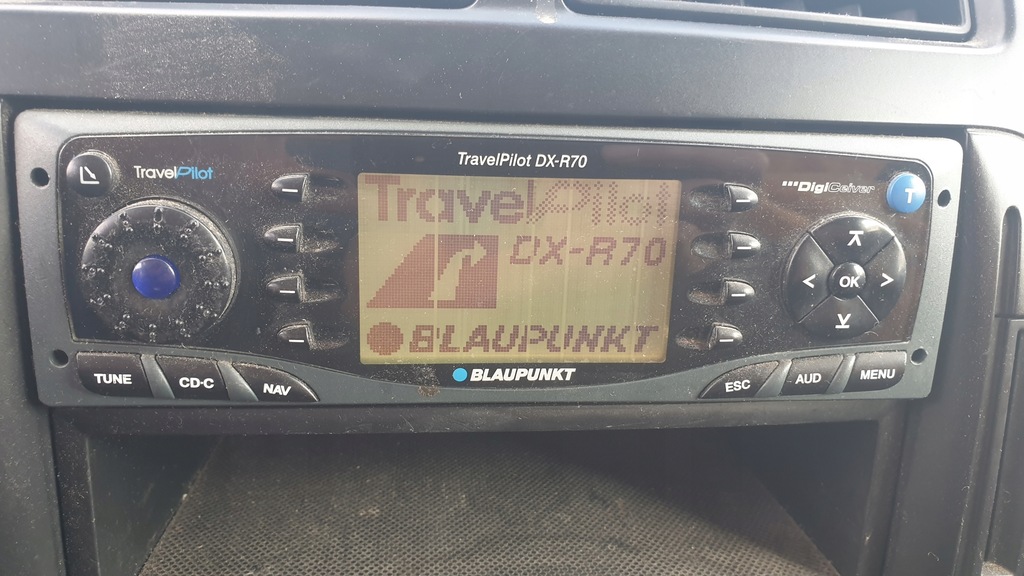 TravelPilot DX-R70
TravelPilot
DigiCeiver
T
TravelPilot
DX-R70
BLAUPUNKT
< OK >
TUNE
CD·C
NAV
BLAUPUNKT
ESC
AUD
MENU